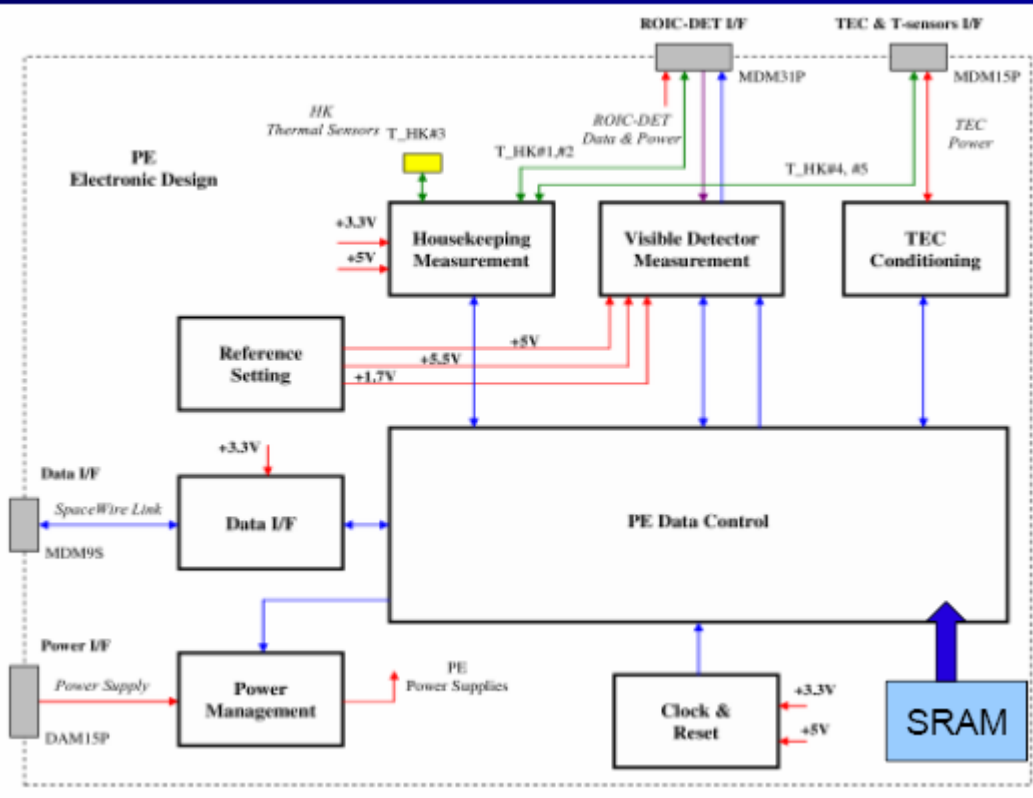 ROIC-DET I/F
TEC & T-sensors I/F
MDM31P
MDM15P
HK
Thermal Sensors
T_HK#3
ROIC-DET
Data & Power
TEC
Power
PE
Electronic Design
T_HK#1,#2
T_HK#4, #5
+3.3V
+5V
Housekeeping
Measurement
Visible Detector
Measurement
TEC
Conditioning
Reference
Setting
+5V
+5.5V
+1.7V
+3.3V
Data I/F
SpaceWire Link
MDM9S
Data I/F
PE Data Control
Power I/F
Power Supply
DAM15P
Power
Management
PE
Power Supplies
Clock &
Reset
+3.3V
+5V
SRAM